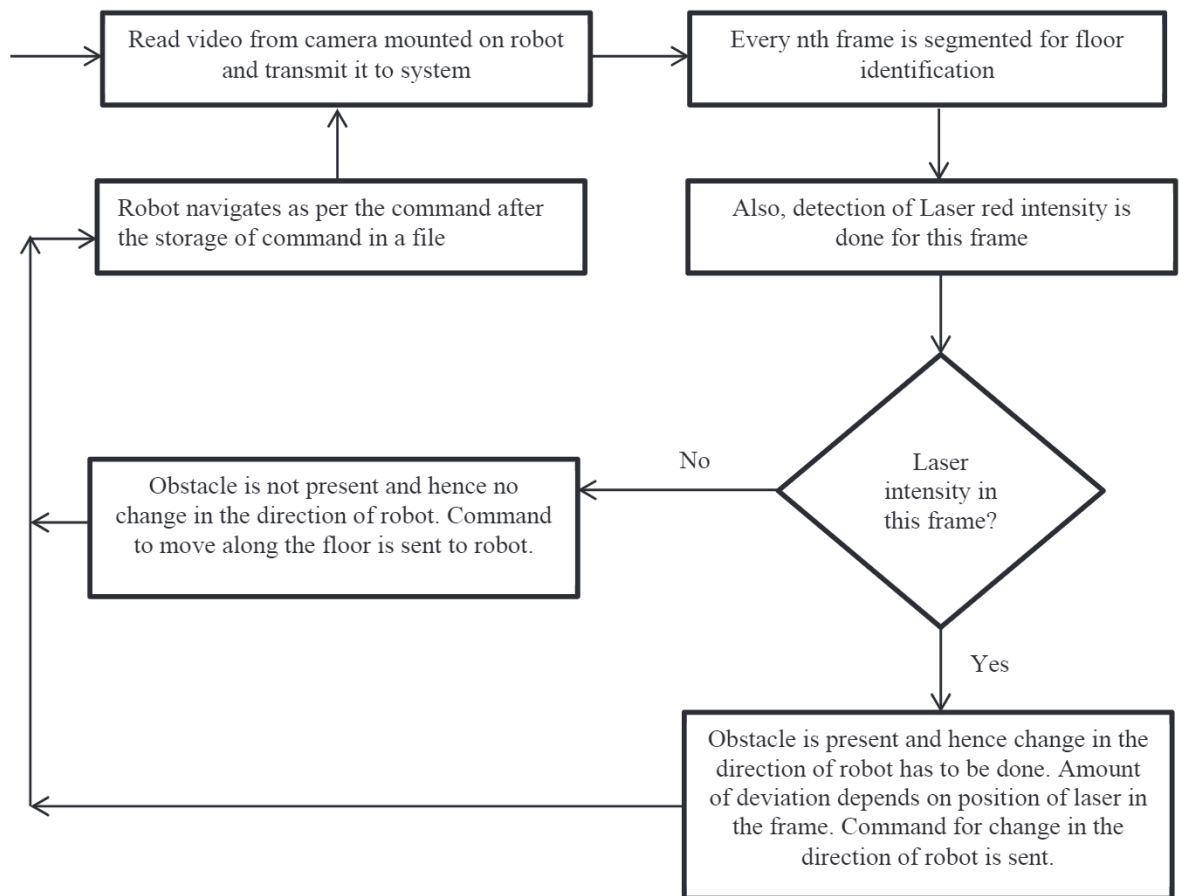 Read video from camera mounted on robot
and transmit it to system
Every nth frame is segmented for floor
identification
Robot navigates as per the command after
the storage of command in a file
Also, detection of Laser red intensity is
done for this frame
No
Laser
intensity in
this frame?
Obstacle is not present and hence no
change in the direction of robot. Command
to move along the floor is sent to robot.
Yes
Obstacle is present and hence change in the
direction of robot has to be done. Amount
of deviation depends on position of laser in
the frame. Command for change in the
direction of robot is sent.